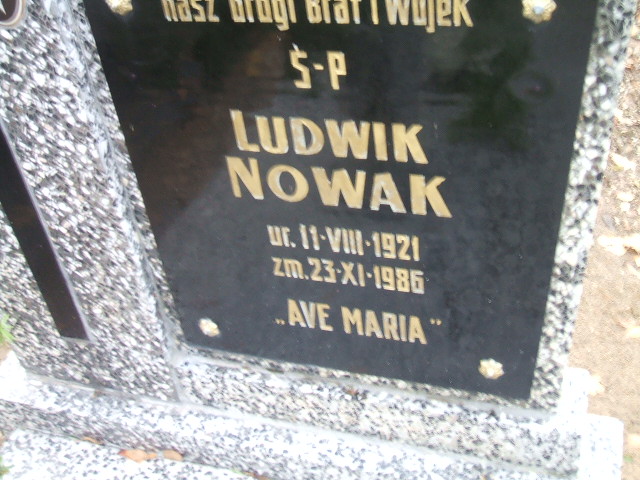 nasz drogi Brat i Wujek
Ś-P
LUDWIK
NOWAK
ur. 11-VIII-1921
zm. 23-XI-1986
„AVE MARIA”